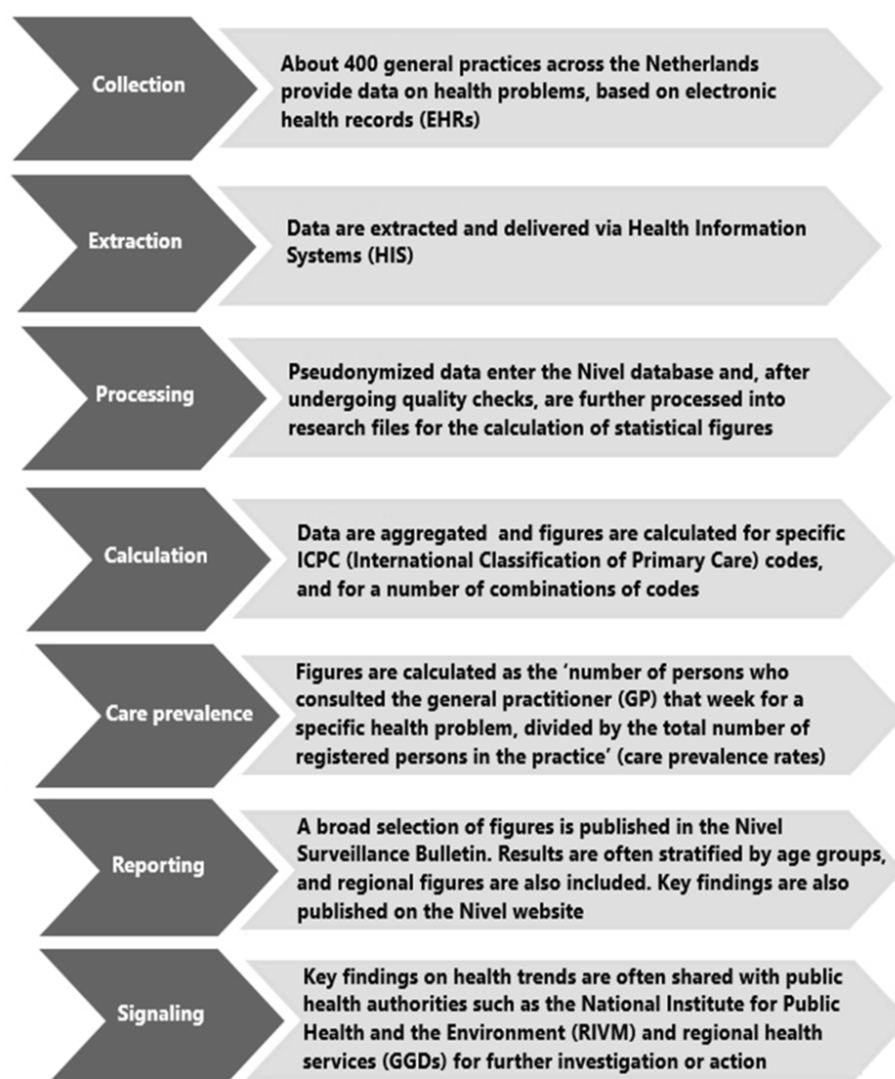 Collection
About 400 general practices across the Netherlands
provide data on health problems, based on electronic
health records (EHRs)
Extraction
Data are extracted and delivered via Health Information
Systems (HIS)
Processing
Pseudonymized data enter the Nivel database and, after
undergoing quality checks, are further processed into
research files for the calculation of statistical figures
Calculation
Data are aggregated and figures are calculated for specific
ICPC (International Classification of Primary Care) codes,
and for a number of combinations of codes
Care prevalence
Figures are calculated as the ‘number of persons who
consulted the general practitioner (GP) that week for a
specific health problem, divided by the total number of
registered persons in the practice’ (care prevalence rates)
Reporting
A broad selection of figures is published in the Nivel
Surveillance Bulletin. Results are often stratified by age groups,
and regional figures are also included. Key findings are also
published on the Nivel website
Signaling
Key findings on health trends are often shared with public
health authorities such as the National Institute for Public
Health and the Environment (RIVM) and regional health
services (GGDs) for further investigation or action